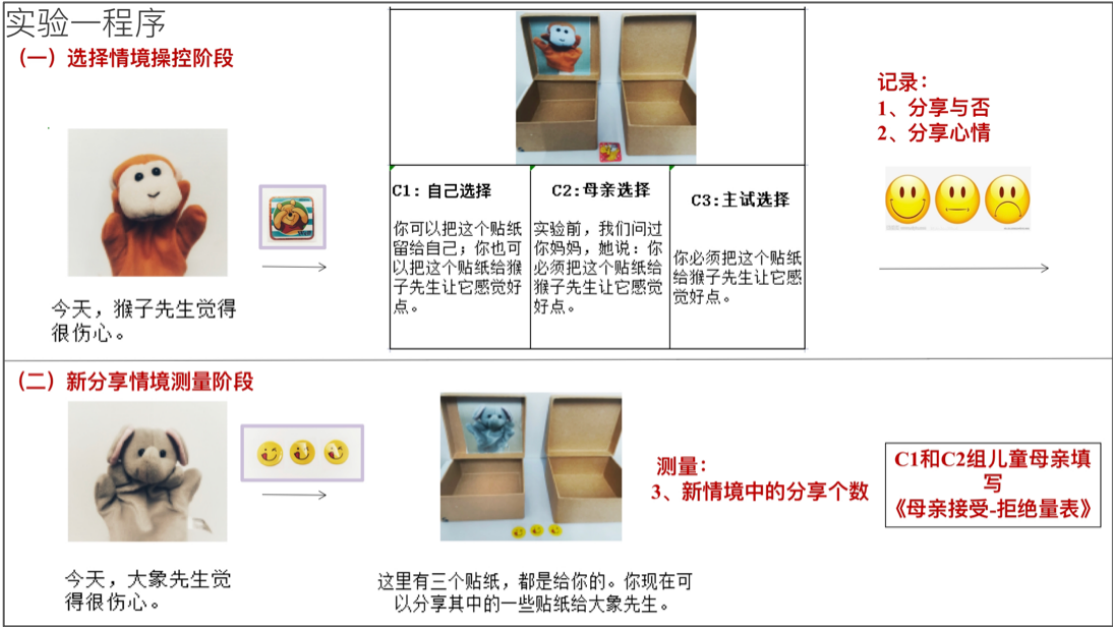 实验一程序
（一）选择情境操控阶段
今天，猴子先生觉得
很伤心。
C1：自己选择
你可以把这个贴纸
留给自己；你也可
以把这个贴纸给猴
子先生让它感觉好
点。
C2:母亲选择
实验前，我们问过
你妈妈，她说：你
必须把这个贴纸给
猴子先生让它感觉
好点。
C3:主试选择
你必须把这个贴纸
给猴子先生让它感
觉好点。
记录：
1、分享与否
2、分享心情
（二）新分享情境测量阶段
今天，大象先生觉
得很伤心。
这里有三个贴纸，都是给你的。你现在可
以分享其中的一些贴纸给大象先生。
测量：
3、新情境中的分享个数
C1和C2组儿童母亲填
写
《母亲接受-拒绝量表》